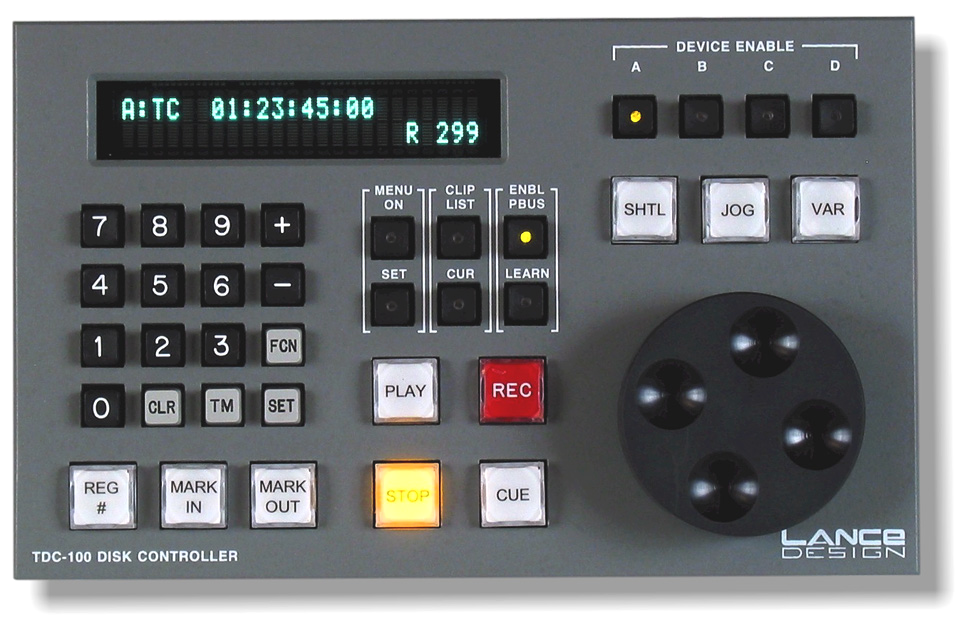 DEVICE ENABLE
A B C D
A:TC 01:23:45:00
R 299
MENU ON
CLIP LIST
ENBL PBUS
SHTL JOG VAR
7 8 9 +
SET CUR LEARN
4 5 6 -
1 2 3 FCN
PLAY REC
0 CLR TM SET
REG #
MARK IN
MARK OUT
STOP CUE
LANCE
DESIGN
TDC-100 DISK CONTROLLER